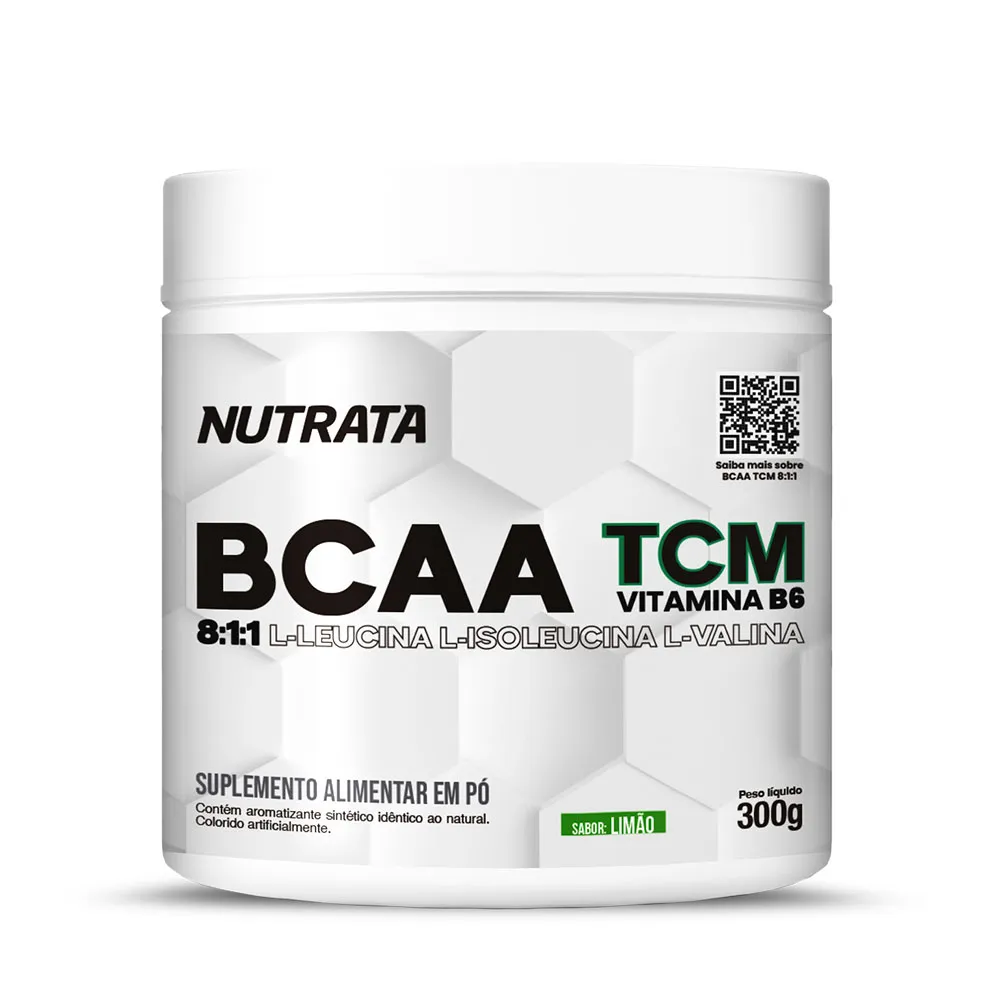 NUTRATA
Saiba mais sobre
BCAA TCM 8:1:1
BCAA TCM
VITAMINA B6
8:1:1 L-LEUCINA L-ISOLEUCINA L-VALINA
SUPLEMENTO ALIMENTAR EM PÓ
Contém aromatizante sintético idêntico ao natural.
Colorido artificialmente.
SABOR: LIMÃO
Peso líquido
300g